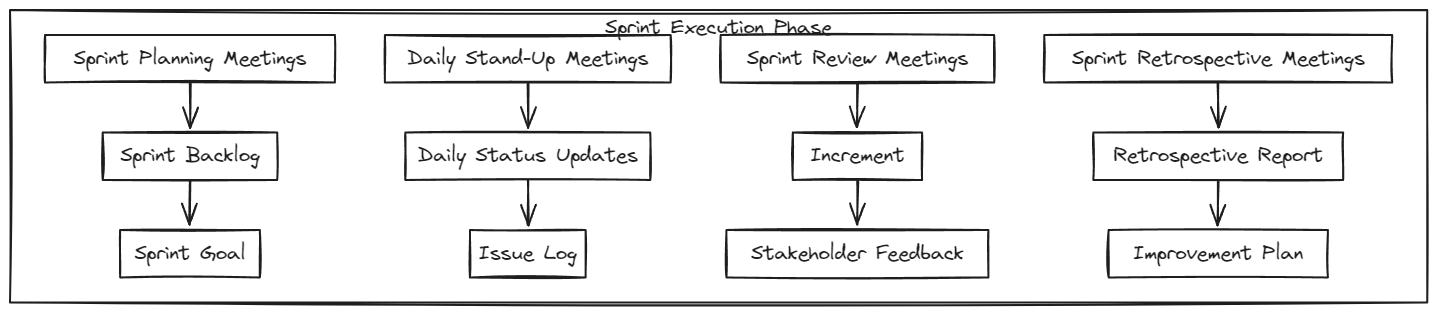 Sprint Execution Phase
Sprint Planning Meetings
Daily Stand-Up Meetings
Sprint Review Meetings
Sprint Retrospective Meetings
Sprint Backlog
Daily Status Updates
Increment
Retrospective Report
Sprint Goal
Issue Log
Stakeholder Feedback
Improvement Plan